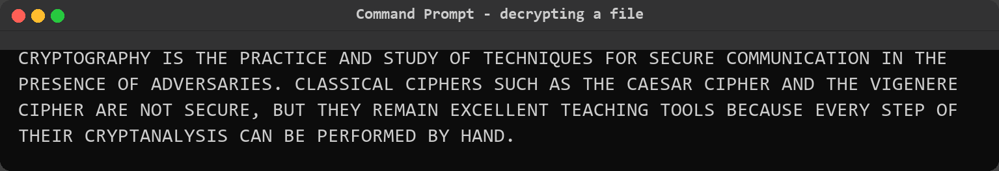 Command Prompt - decrypting a file
CRYPTOGRAPHY IS THE PRACTICE AND STUDY OF TECHNIQUES FOR SECURE COMMUNICATION IN THE
PRESENCE OF ADVERSARIES. CLASSICAL CIPHERS SUCH AS THE CAESAR CIPHER AND THE VIGENERE
CIPHER ARE NOT SECURE, BUT THEY REMAIN EXCELLENT TEACHING TOOLS BECAUSE EVERY STEP OF
THEIR CRYPTANALYSIS CAN BE PERFORMED BY HAND.